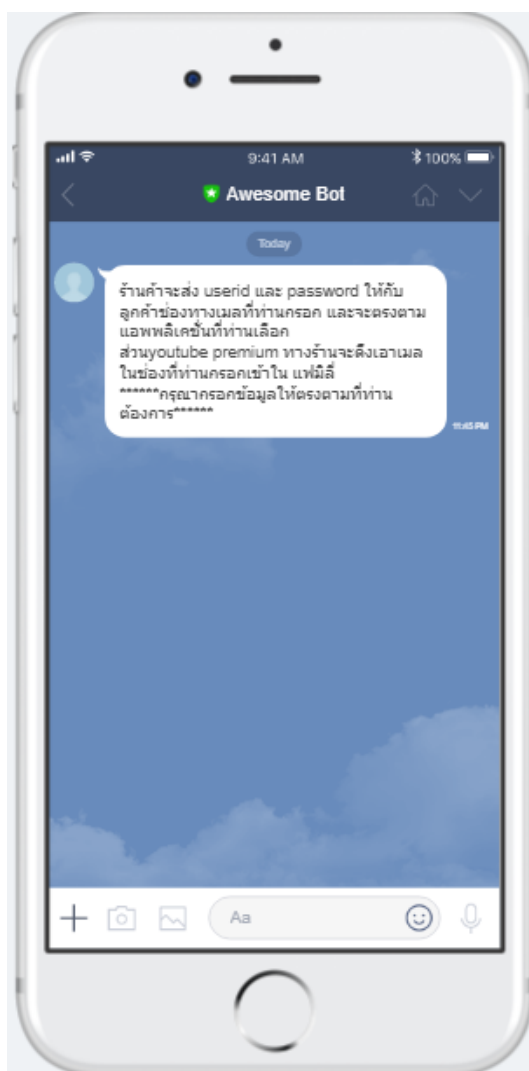 9:41 AM
100%
Awesome Bot
Today
ร้านค้าจะส่ง userid และ password ให้กับ
ลูกค้าช่องทางเมลที่ท่านกรอก และจะตรงตาม
แอพพลิเคชั่นที่ท่านเลือก
ส่วนyoutube premium ทางร้านจะดึงเอาเมล
ในช่องที่ท่านกรอกเข้าใน แฟมิลี่
******กรุณากรอกข้อมูลให้ตรงตามที่ท่าน
ต้องการ******
11:45 PM
Aa